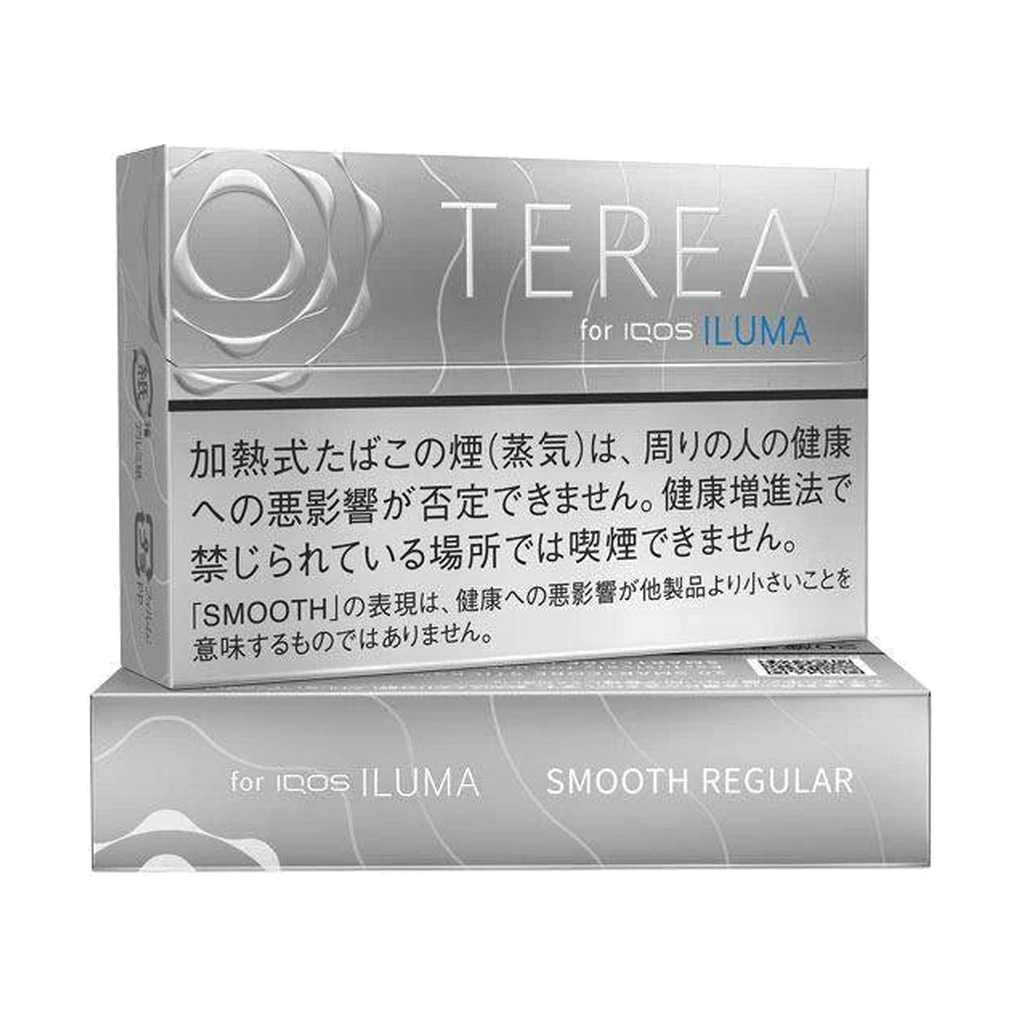 TEREA
for IQOS ILUMA
加熱式たばこの煙(蒸気)は、周りの人の健康
への悪影響が否定できません。健康増進法で
禁じられている場所では喫煙できません。
「SMOOTH」の表現は、健康への悪影響が他製品より小さいことを
意味するものではありません。
for IQOS ILUMA
SMOOTH REGULAR